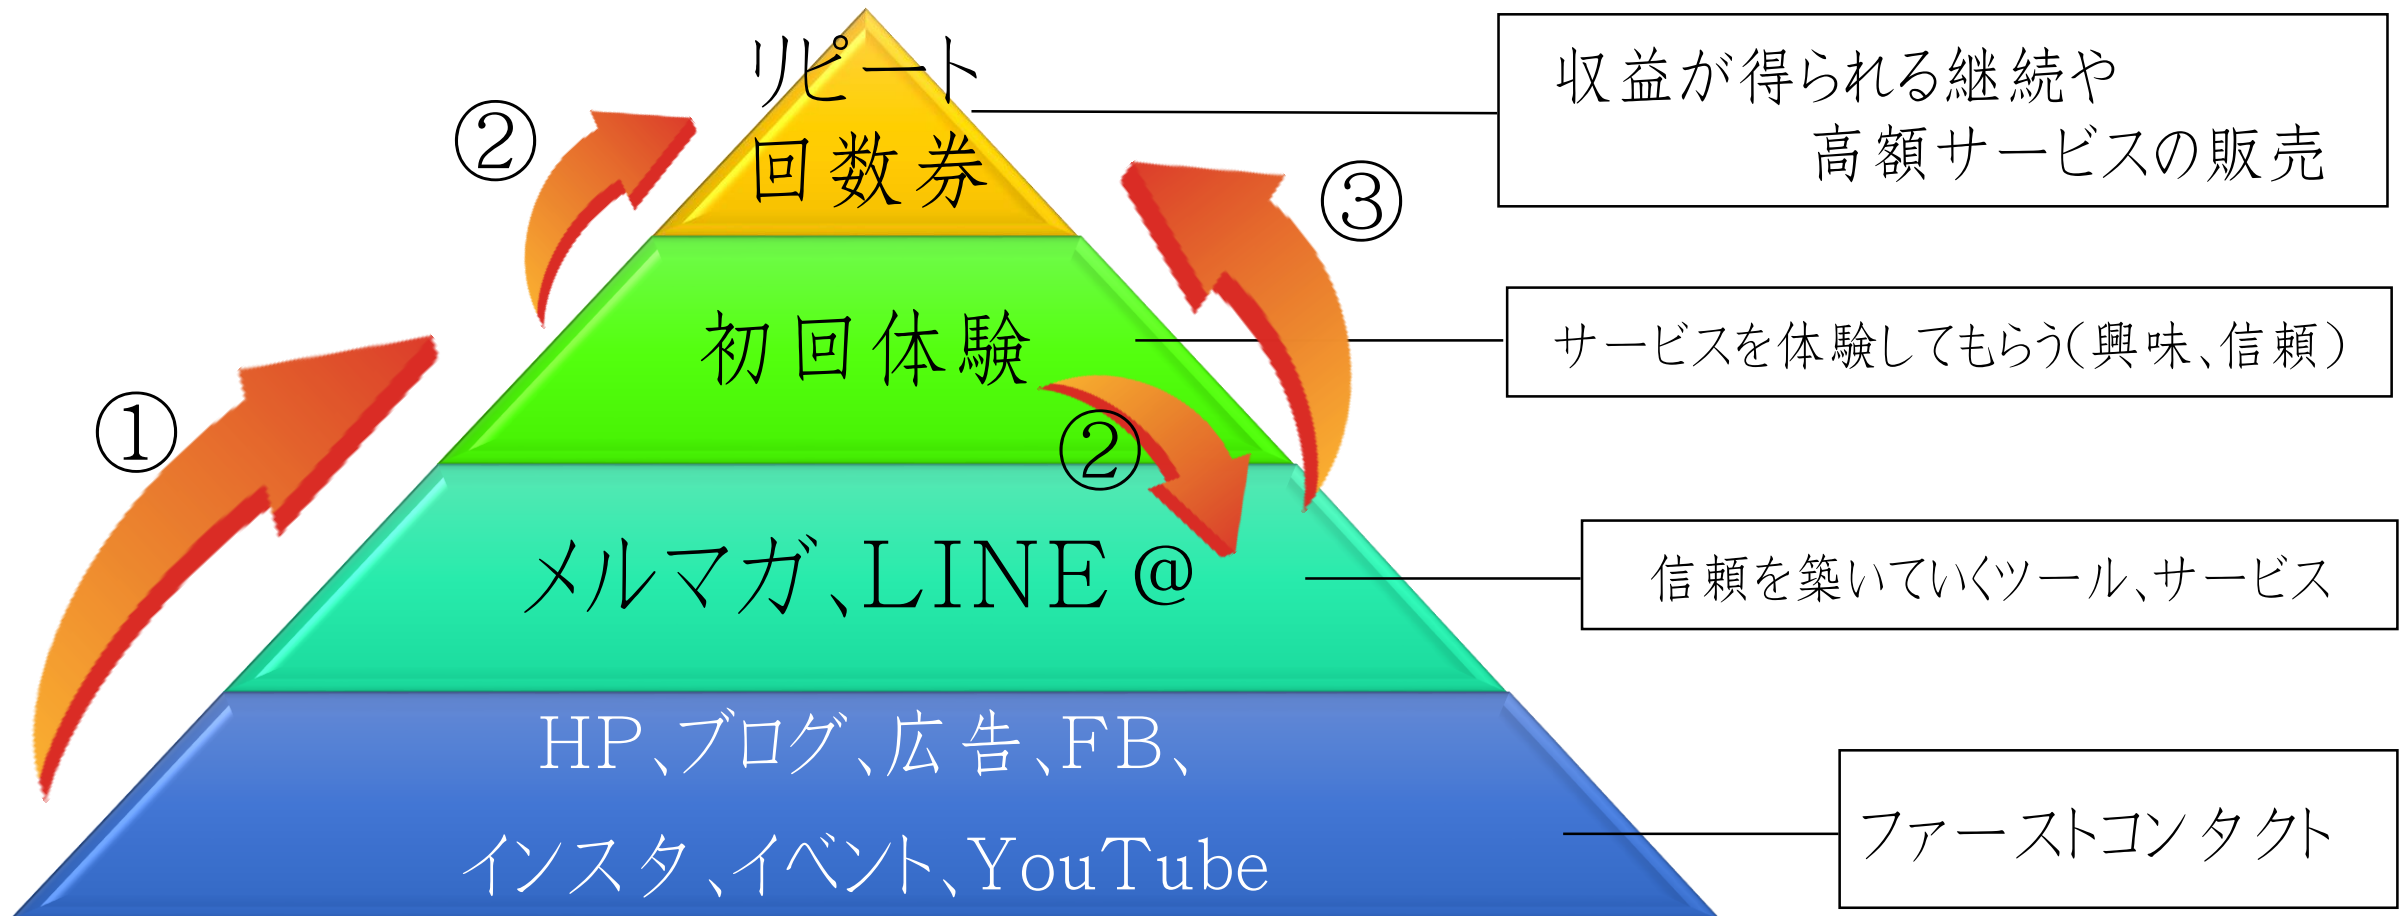 リピート
回数券
②
③
①
初回体験
②
メルマガ、LINE@
HP、ブログ、広告、FB、
インスタ、イベント、YouTube
収益が得られる継続や
高額サービスの販売
サービスを体験してもらう(興味、信頼)
信頼を築いていくツール、サービス
ファーストコンタクト